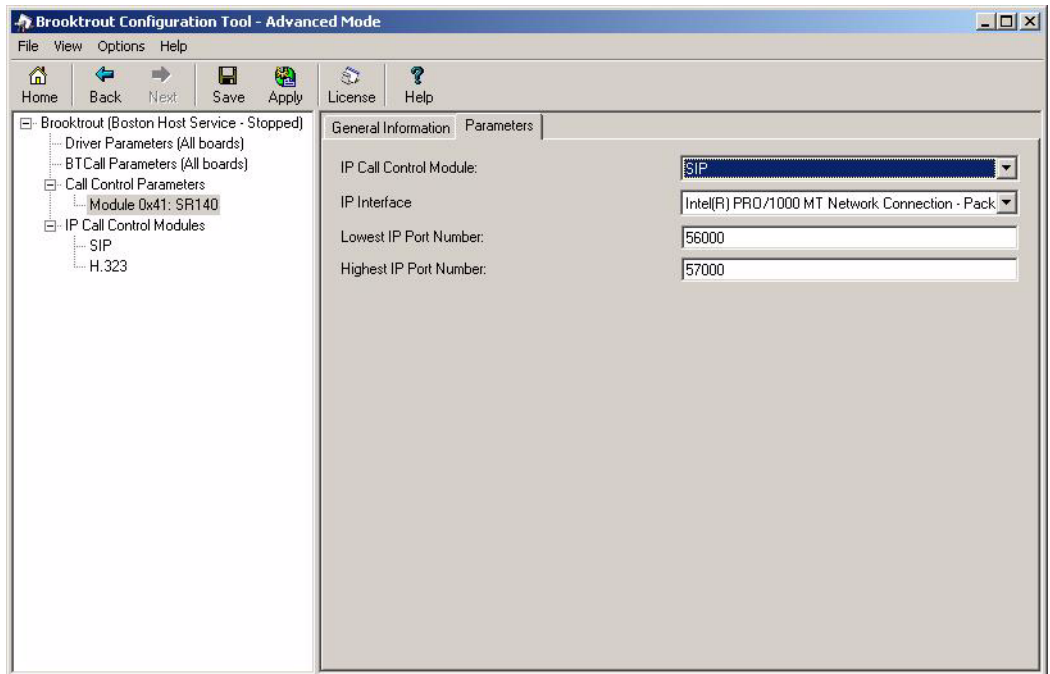 Brooktrout Configuration Tool - Advanced Mode
File View Options Help
Home Back Next Save Apply License Help
Brooktrout (Boston Host Service - Stopped)
Driver Parameters (All boards)
BTCall Parameters (All boards)
Call Control Parameters
Module 0x41: SR140
IP Call Control Modules
SIP
H.323
General Information Parameters
IP Call Control Module: SIP
IP Interface Intel(R) PRO/1000 MT Network Connection - Pack
Lowest IP Port Number: 56000
Highest IP Port Number: 57000